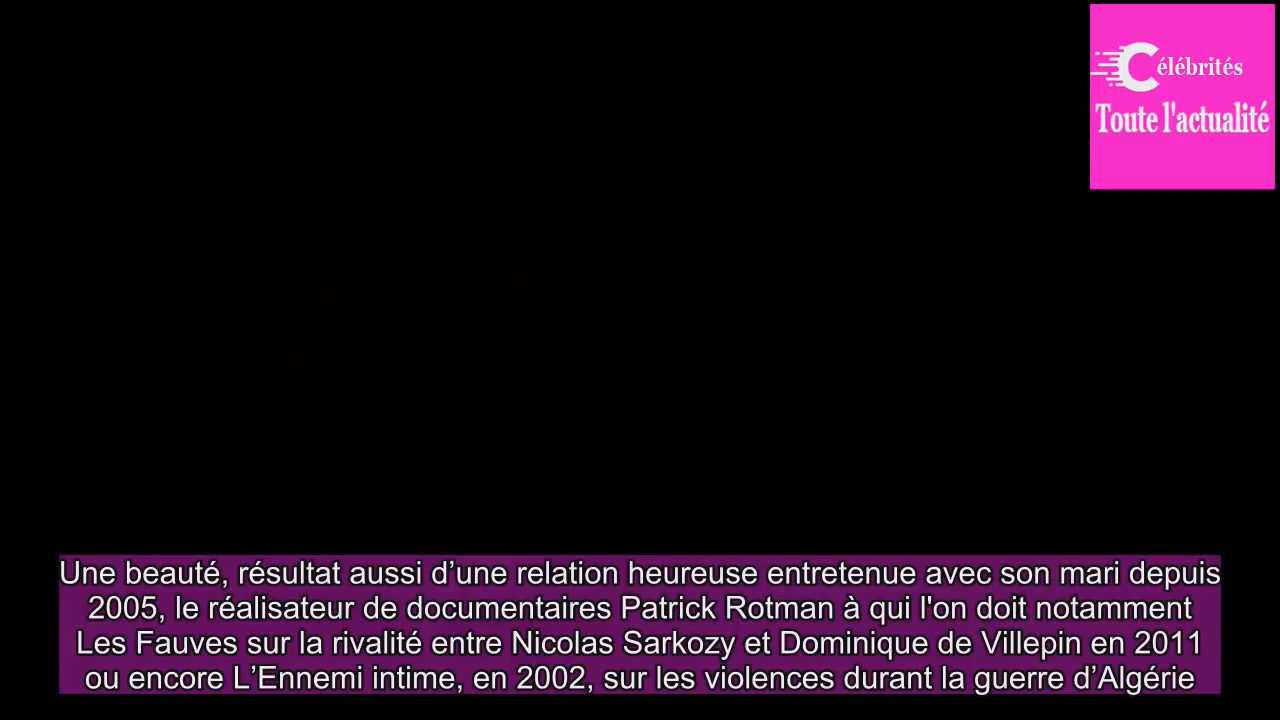 Célébrités
Toute l'actualité
Une beauté, résultat aussi d’une relation heureuse entretenue avec son mari depuis
2005, le réalisateur de documentaires Patrick Rotman à qui l'on doit notamment
Les Fauves sur la rivalité entre Nicolas Sarkozy et Dominique de Villepin en 2011
ou encore L’Ennemi intime, en 2002, sur les violences durant la guerre d’Algérie